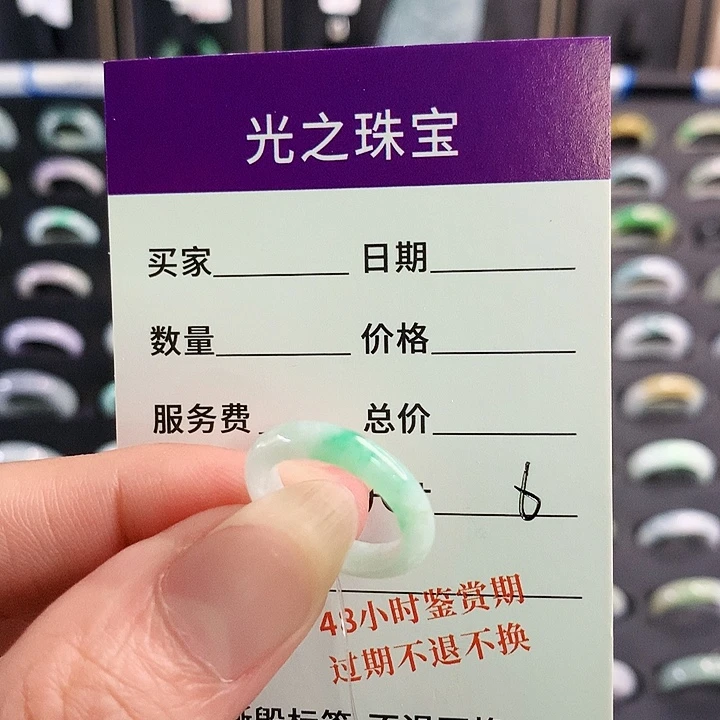 光之珠宝
买家 日期
数量 价格
服务费 总价
6
48小时鉴赏期
过期不退不换